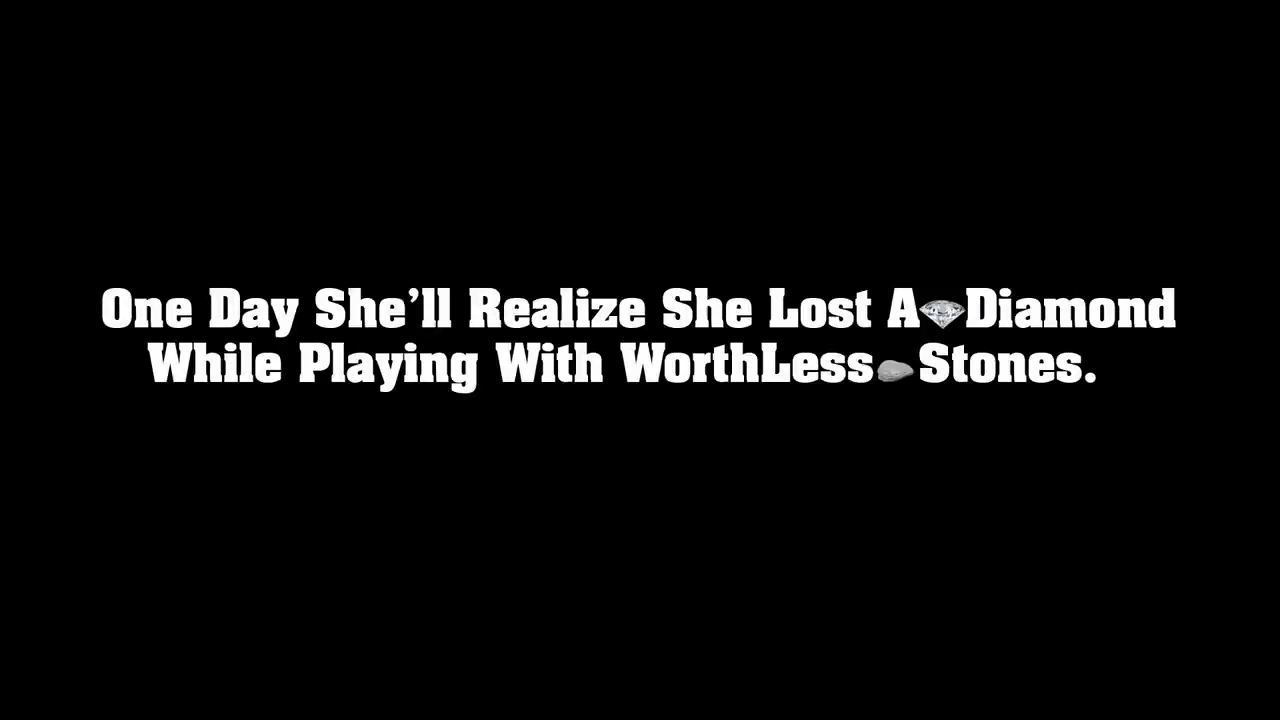 One Day She’ll Realize She Lost A💎Diamond
While Playing With WorthLess🪨Stones.